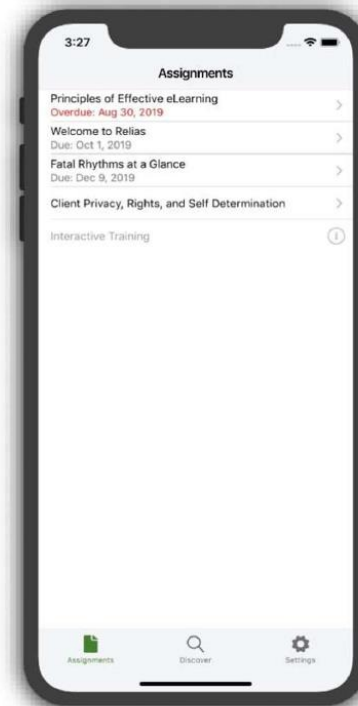 3:27
Assignments
Principles of Effective eLearning
Overdue: Aug 30, 2019
Welcome to Relias
Due: Oct 1, 2019
Fatal Rhythms at a Glance
Due: Dec 9, 2019
Client Privacy, Rights, and Self Determination
Interactive Training
Assignments Discover Settings